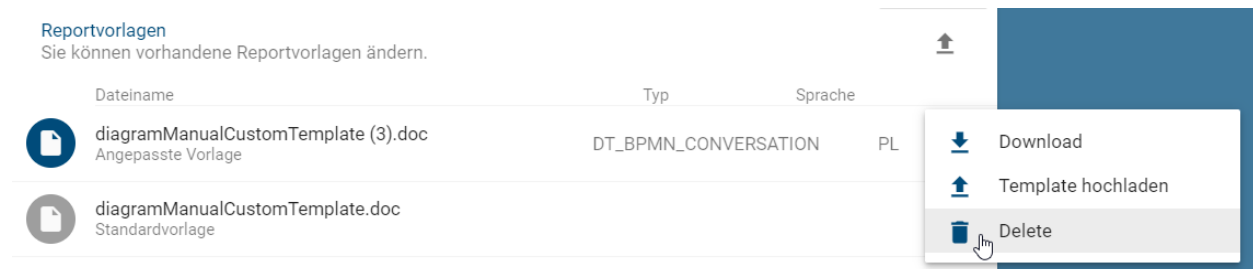 Reportvorlagen
Sie können vorhandene Reportvorlagen ändern.
Dateiname Typ Sprache
diagramManualCustomTemplate (3).doc DT_BPMN_CONVERSATION PL
Angepasste Vorlage
diagramManualCustomTemplate.doc
Standardvorlage
Download
Template hochladen
Delete